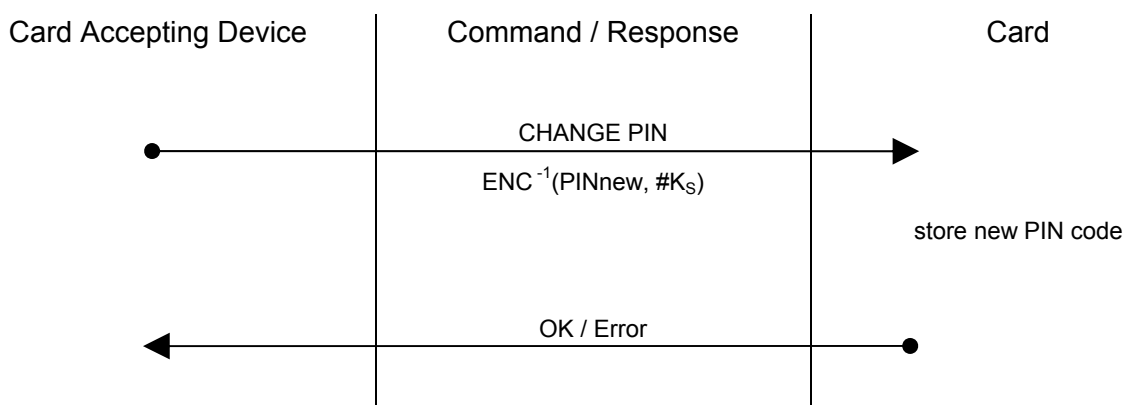 Card Accepting Device Command / Response Card
CHANGE PIN
ENC⁻¹(PINnew, #Kₛ)
store new PIN code
OK / Error